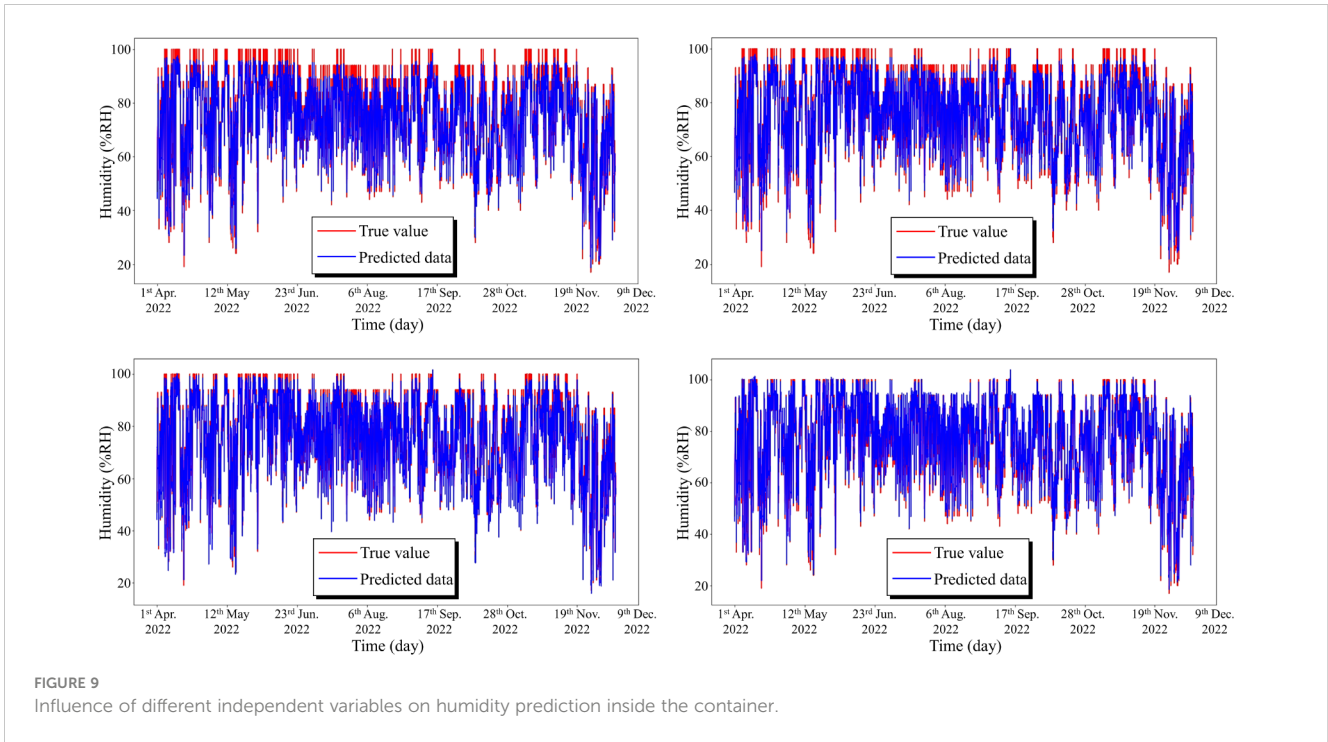 100
80
60
40
20
Humidity (%RH)
True value
Predicted data
1st Apr. 12th May 23rd Jun. 6th Aug. 17th Sep. 28th Oct. 19th Nov. 9th Dec.
2022 2022 2022 2022 2022 2022 2022 2022
Time (day)
100
80
60
40
20
Humidity (%RH)
True value
Predicted data
1st Apr. 12th May 23rd Jun. 6th Aug. 17th Sep. 28th Oct. 19th Nov. 9th Dec.
2022 2022 2022 2022 2022 2022 2022 2022
Time (day)
100
80
60
40
20
Humidity (%RH)
True value
Predicted data
1st Apr. 12th May 23rd Jun. 6th Aug. 17th Sep. 28th Oct. 19th Nov. 9th Dec.
2022 2022 2022 2022 2022 2022 2022 2022
Time (day)
100
80
60
40
20
Humidity (%RH)
True value
Predicted data
1st Apr. 12th May 23rd Jun. 6th Aug. 17th Sep. 28th Oct. 19th Nov. 9th Dec.
2022 2022 2022 2022 2022 2022 2022 2022
Time (day)
FIGURE 9
Influence of different independent variables on humidity prediction inside the container.